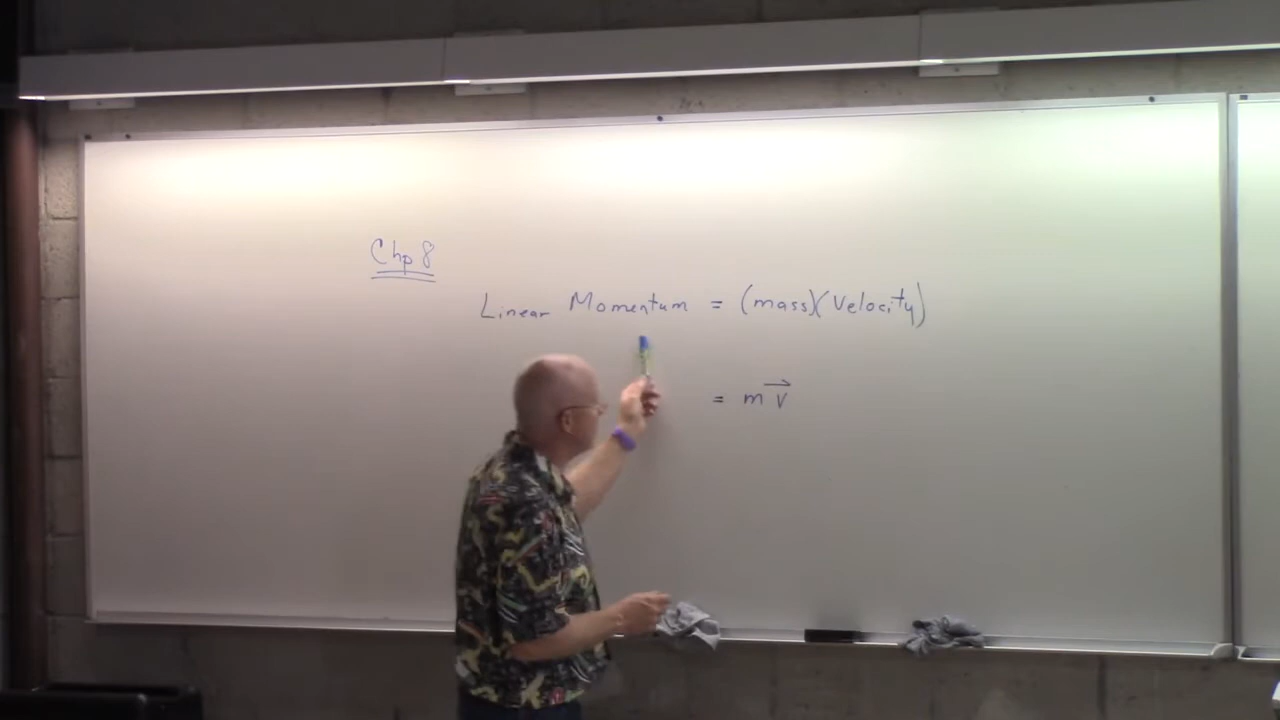 Chp 8
Linear Momentum = (mass)(Velocity)
= m v⃗